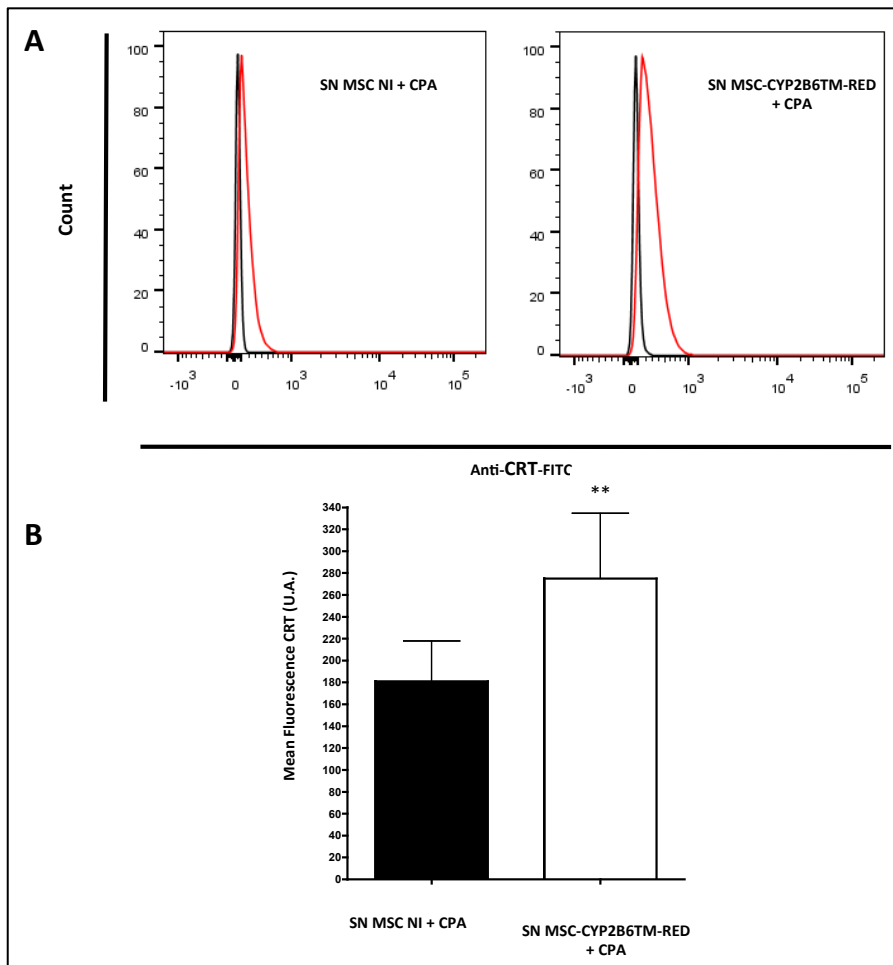 A
SN MSC NI + CPA
SN MSC-CYP2B6TM-RED
+ CPA
Count
100
80
60
40
20
0
-10³ 0 10³ 10⁴ 10⁵
100
80
60
40
20
0
-10³ 0 10³ 10⁴ 10⁵
Anti-CRT-FITC
B
**
Mean Fluorescence CRT (U.A.)
340
320
300
280
260
240
220
200
180
160
140
120
100
80
60
40
20
0
SN MSC NI + CPA
SN MSC-CYP2B6TM-RED
+ CPA